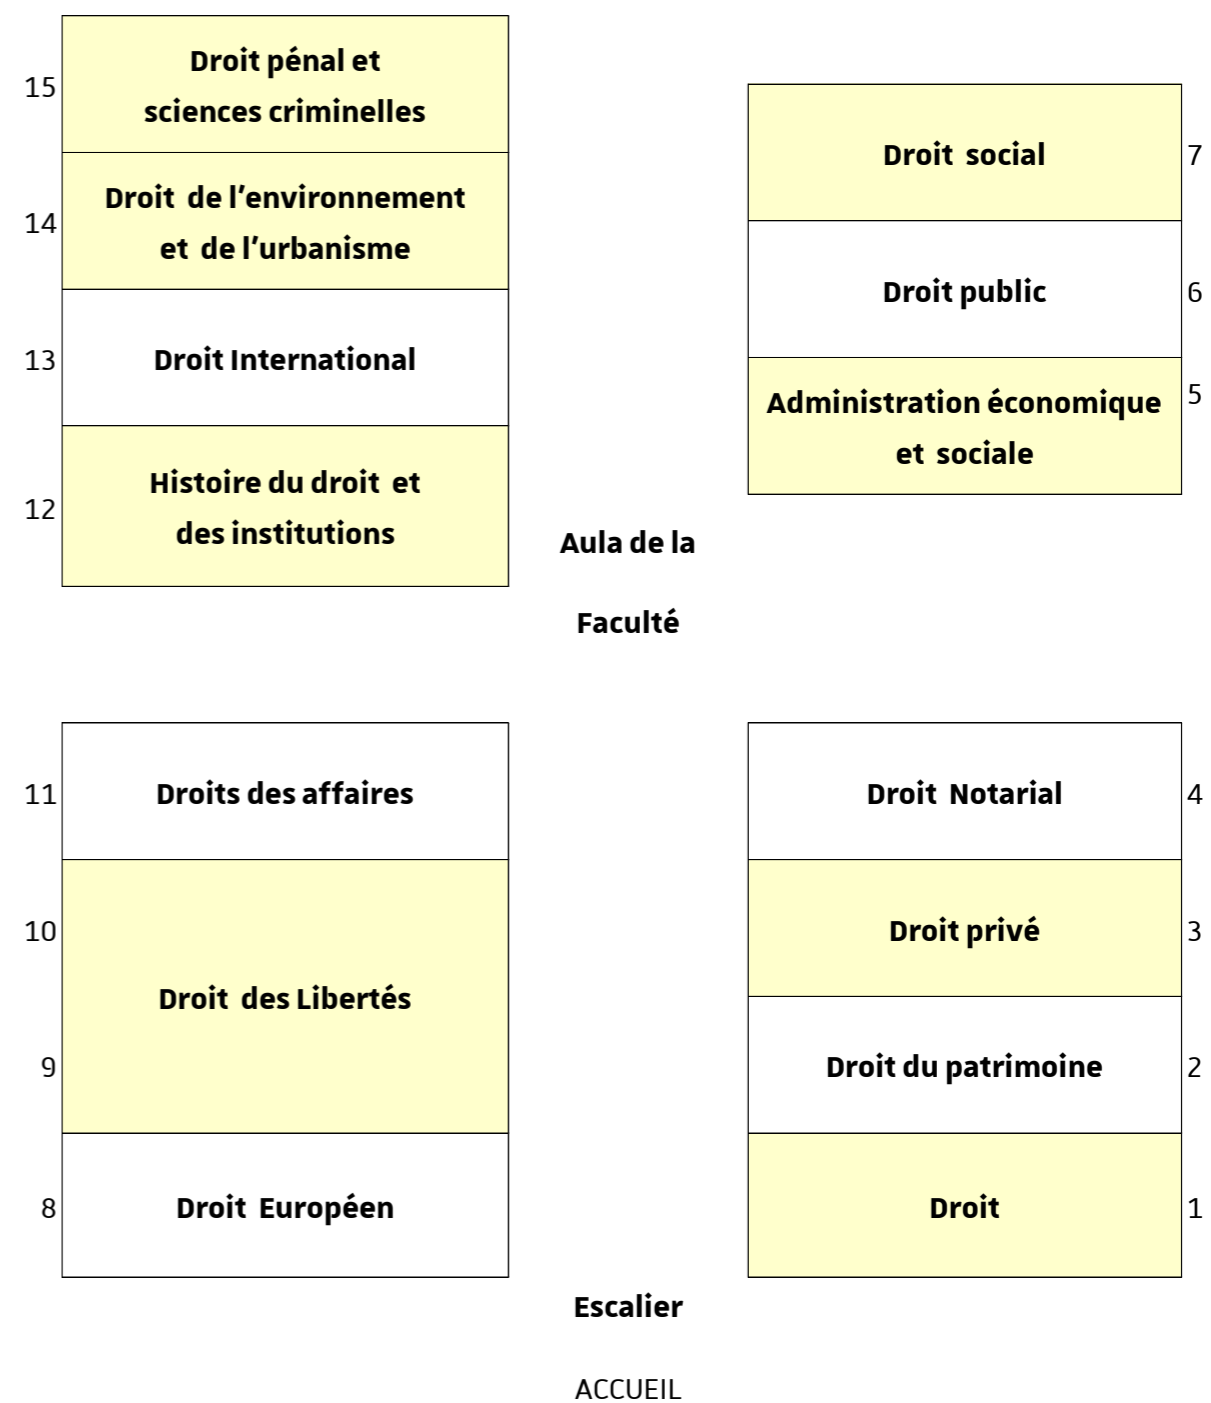 15
Droit pénal et
sciences criminelles
14
Droit de l'environnement
et de l'urbanisme
13
Droit International
12
Histoire du droit et
des institutions
Droit social
7
Droit public
6
Administration économique
et sociale
5
Aula de la
Faculté
11
Droits des affaires
10
Droit des Libertés
9
8
Droit Européen
Droit Notarial
4
Droit privé
3
Droit du patrimoine
2
Droit
1
Escalier
ACCUEIL